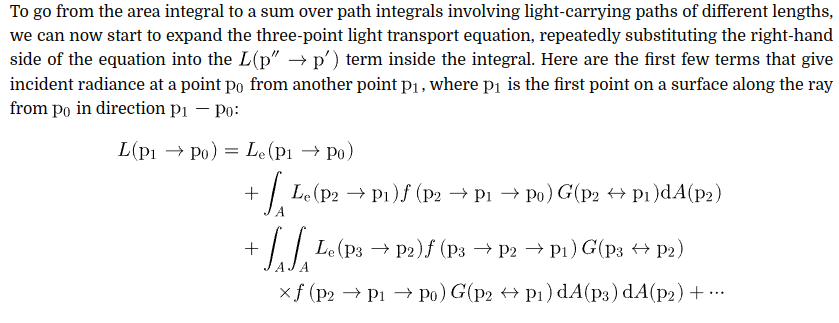 To go from the area integral to a sum over path integrals involving light-carrying paths of different lengths,
we can now start to expand the three-point light transport equation, repeatedly substituting the right-hand
side of the equation into the L(p″ → p′) term inside the integral. Here are the first few terms that give
incident radiance at a point p₀ from another point p₁, where p₁ is the first point on a surface along the ray
from p₀ in direction p₁ − p₀:
L(p₁ → p₀) = Lₑ(p₁ → p₀)
+ ∫_A Lₑ(p₂ → p₁) f (p₂ → p₁ → p₀) G(p₂ ↔ p₁)dA(p₂)
+ ∫_A ∫_A Lₑ(p₃ → p₂) f (p₃ → p₂ → p₁) G(p₃ ↔ p₂)
× f (p₂ → p₁ → p₀) G(p₂ ↔ p₁) dA(p₃) dA(p₂) + ⋯